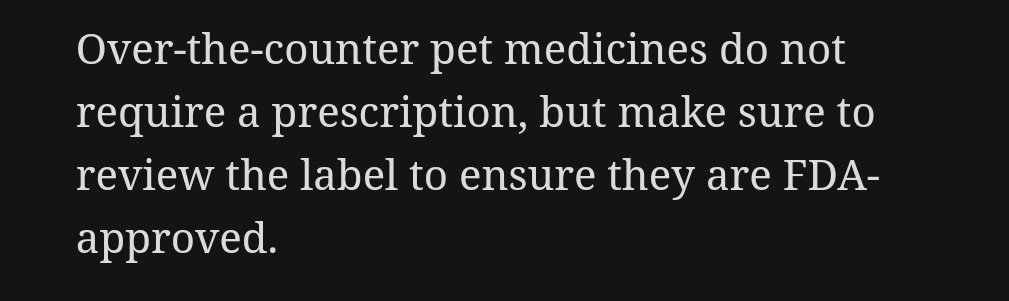 Over-the-counter pet medicines do not
require a prescription, but make sure to
review the label to ensure they are FDA-
approved.